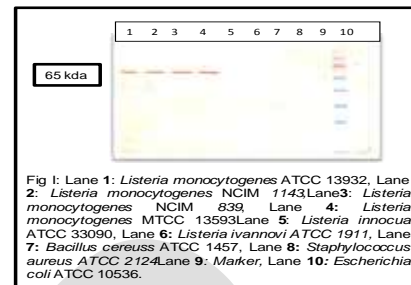 1 2 3 4 5 6 7 8 9 10
65 kda
Fig I: Lane 1: Listeria monocytogenes ATCC 13932, Lane
2: Listeria monocytogenes NCIM 1143,Lane3: Listeria
monocytogenes NCIM 839, Lane 4: Listeria
monocytogenes MTCC 13593Lane 5: Listeria innocua
ATCC 33090, Lane 6: Listeria ivannovi ATCC 1911, Lane
7: Bacillus cereuss ATCC 1457, Lane 8: Staphylococcus
aureus ATCC 2124Lane 9: Marker, Lane 10: Escherichia
coli ATCC 10536.